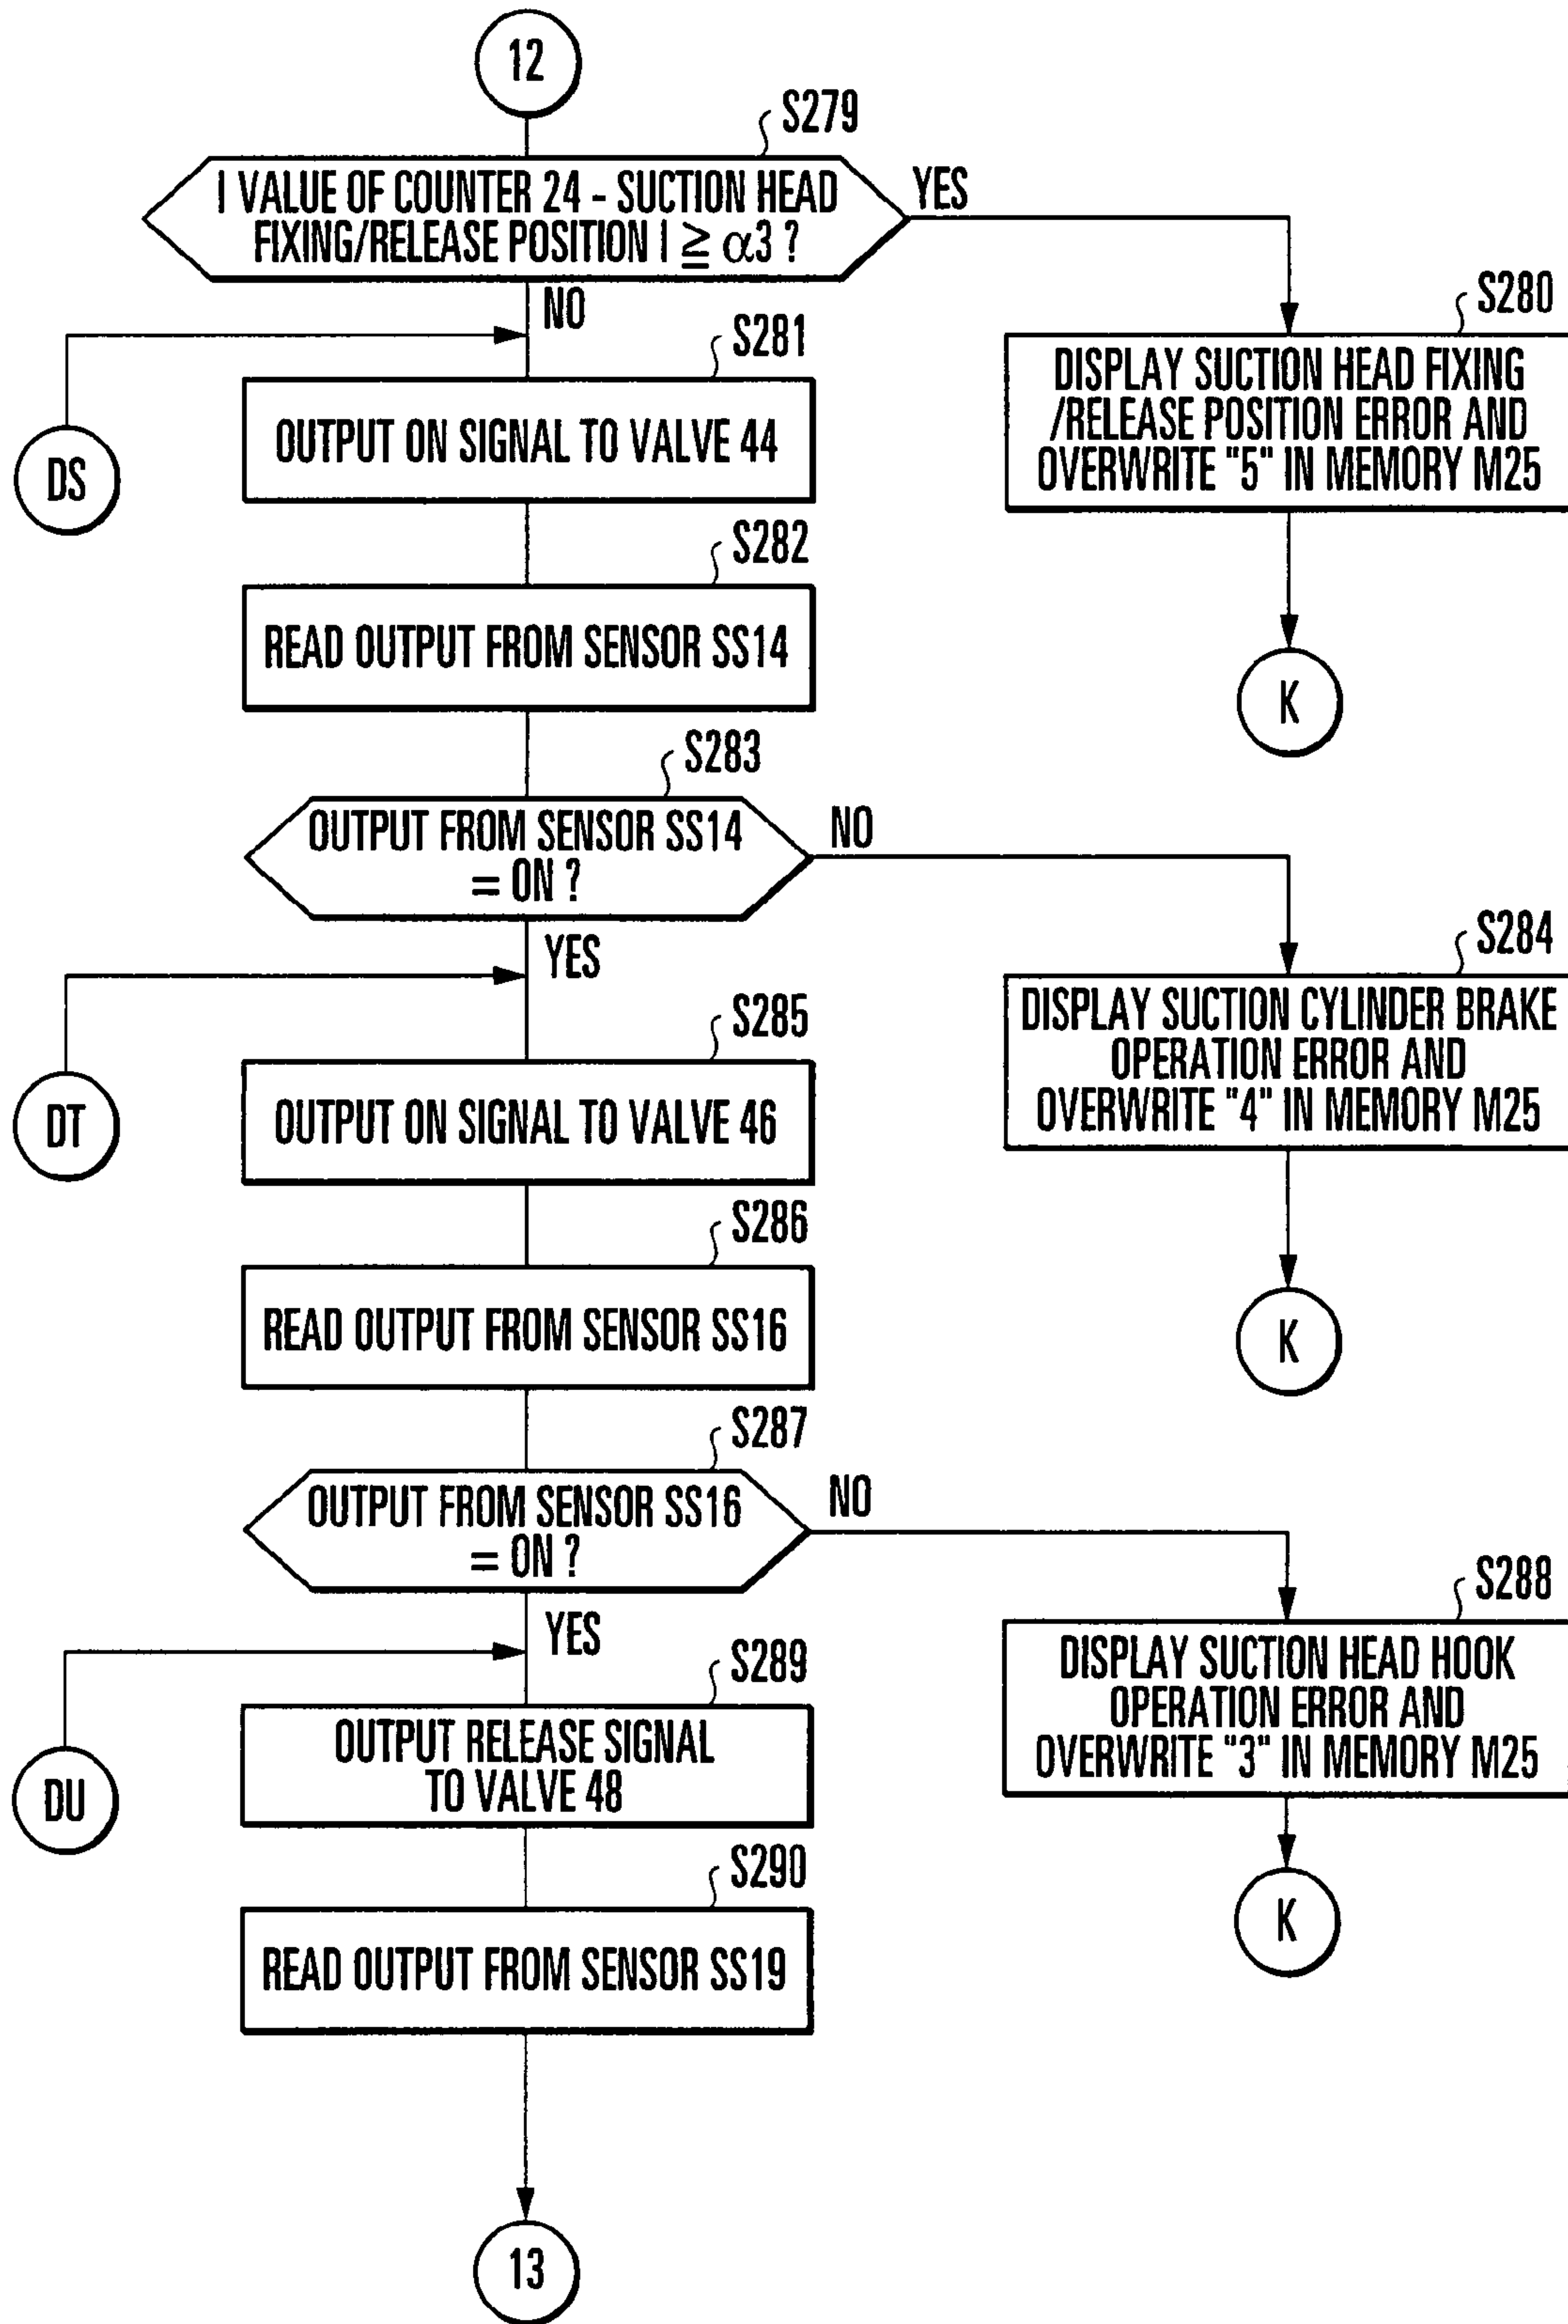 12
S279
I VALUE OF COUNTER 24 - SUCTION HEAD
FIXING/RELEASE POSITION I ≧ α3 ?
YES
NO
S280
DISPLAY SUCTION HEAD FIXING
/RELEASE POSITION ERROR AND
OVERWRITE "5" IN MEMORY M25
K
DS
S281
OUTPUT ON SIGNAL TO VALVE 44
S282
READ OUTPUT FROM SENSOR SS14
S283
OUTPUT FROM SENSOR SS14
= ON ?
NO
YES
S284
DISPLAY SUCTION CYLINDER BRAKE
OPERATION ERROR AND
OVERWRITE "4" IN MEMORY M25
K
DT
S285
OUTPUT ON SIGNAL TO VALVE 46
S286
READ OUTPUT FROM SENSOR SS16
S287
OUTPUT FROM SENSOR SS16
= ON ?
NO
YES
S288
DISPLAY SUCTION HEAD HOOK
OPERATION ERROR AND
OVERWRITE "3" IN MEMORY M25
K
DU
S289
OUTPUT RELEASE SIGNAL
TO VALVE 48
S290
READ OUTPUT FROM SENSOR SS19
13